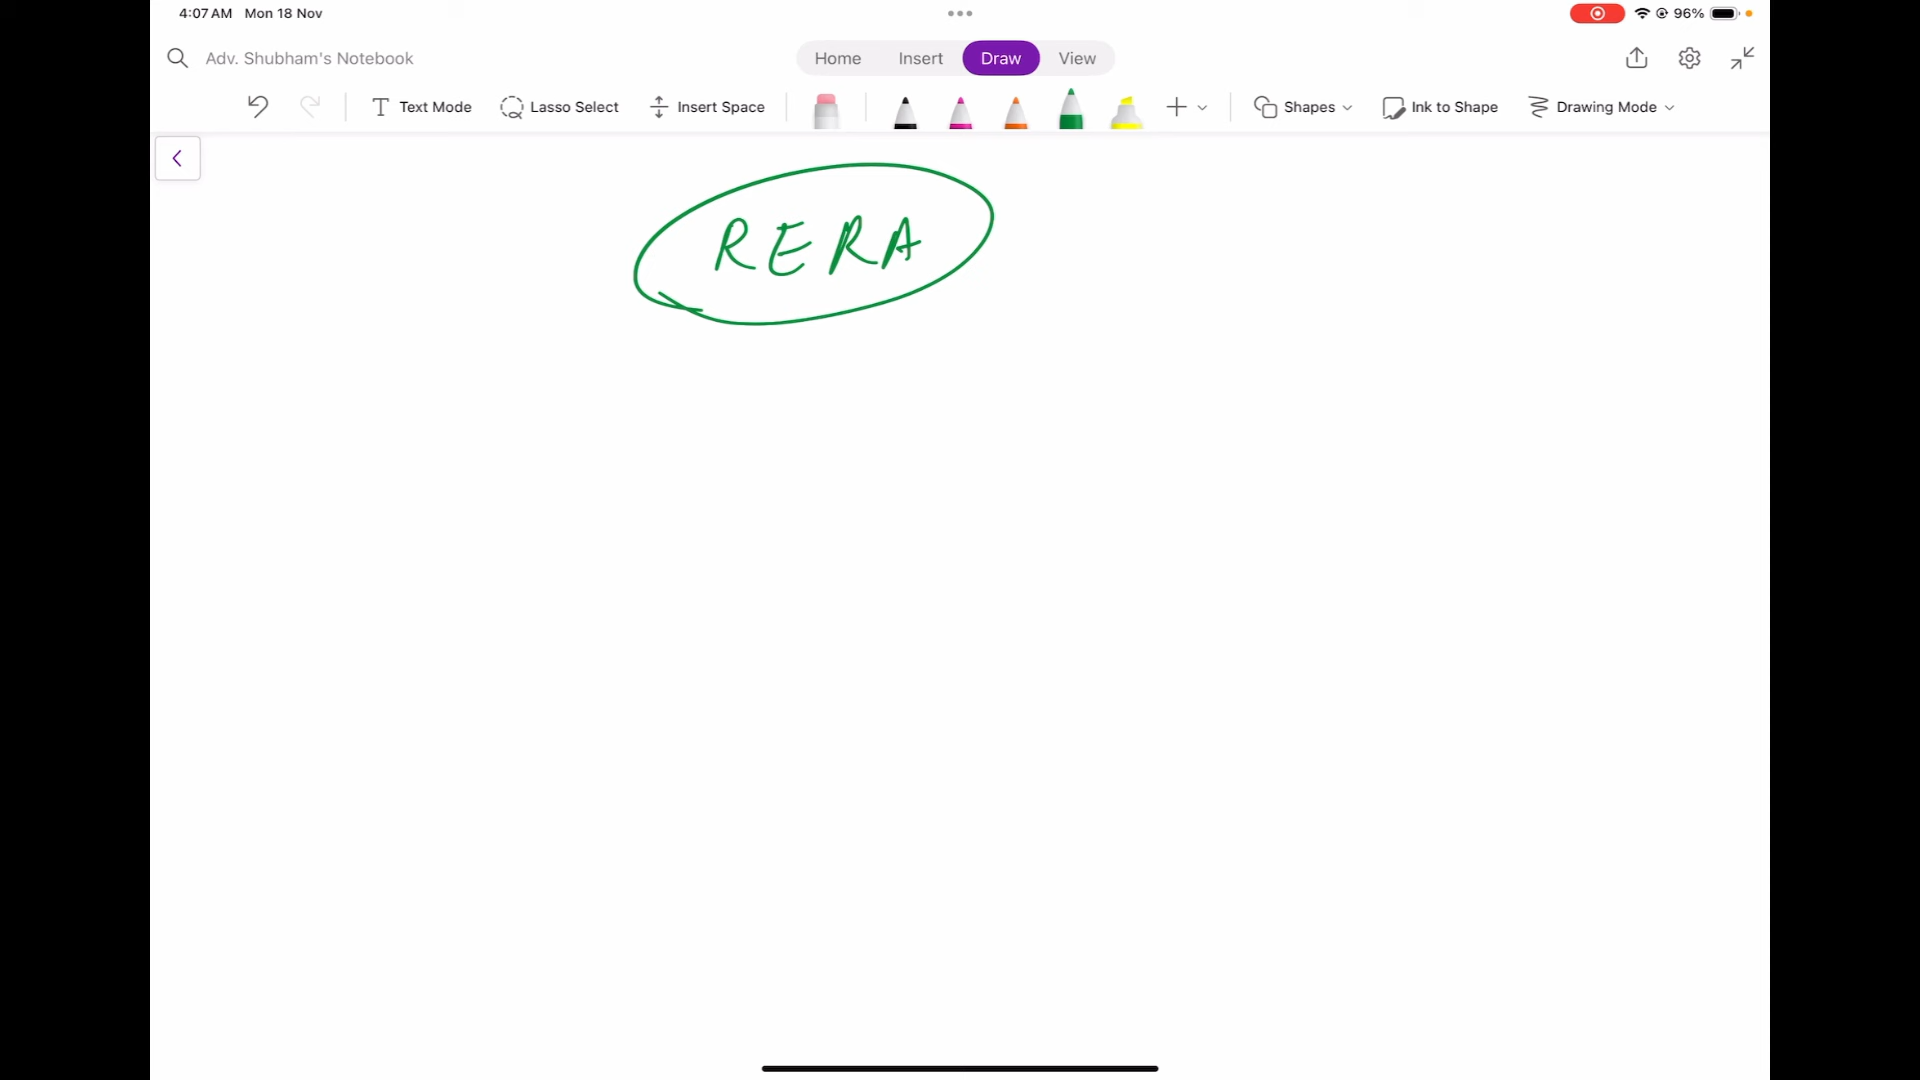 4:07 AM Mon 18 Nov
96%
Adv. Shubham's Notebook
Home Insert Draw View
Text Mode Lasso Select Insert Space Shapes Ink to Shape Drawing Mode
RERA